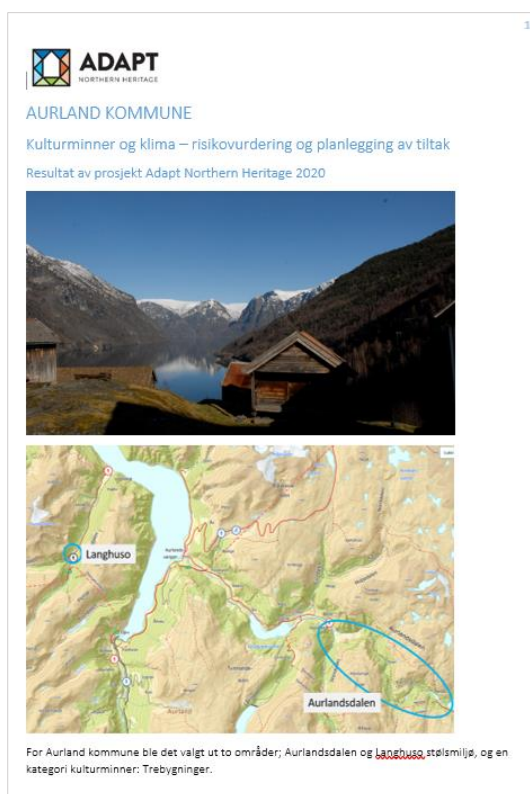 1
ADAPT
NORTHERN HERITAGE
AURLAND KOMMUNE
Kulturminner og klima – risikovurdering og planlegging av tiltak
Resultat av prosjekt Adapt Northern Heritage 2020
Langhuso
Aurlandsdalen
Aurland
Aurlandsdalen
For Aurland kommune ble det valgt ut to områder; Aurlandsdalen og Langhuso stølsmiljø, og en
kategori kulturminner: Trebygninger.